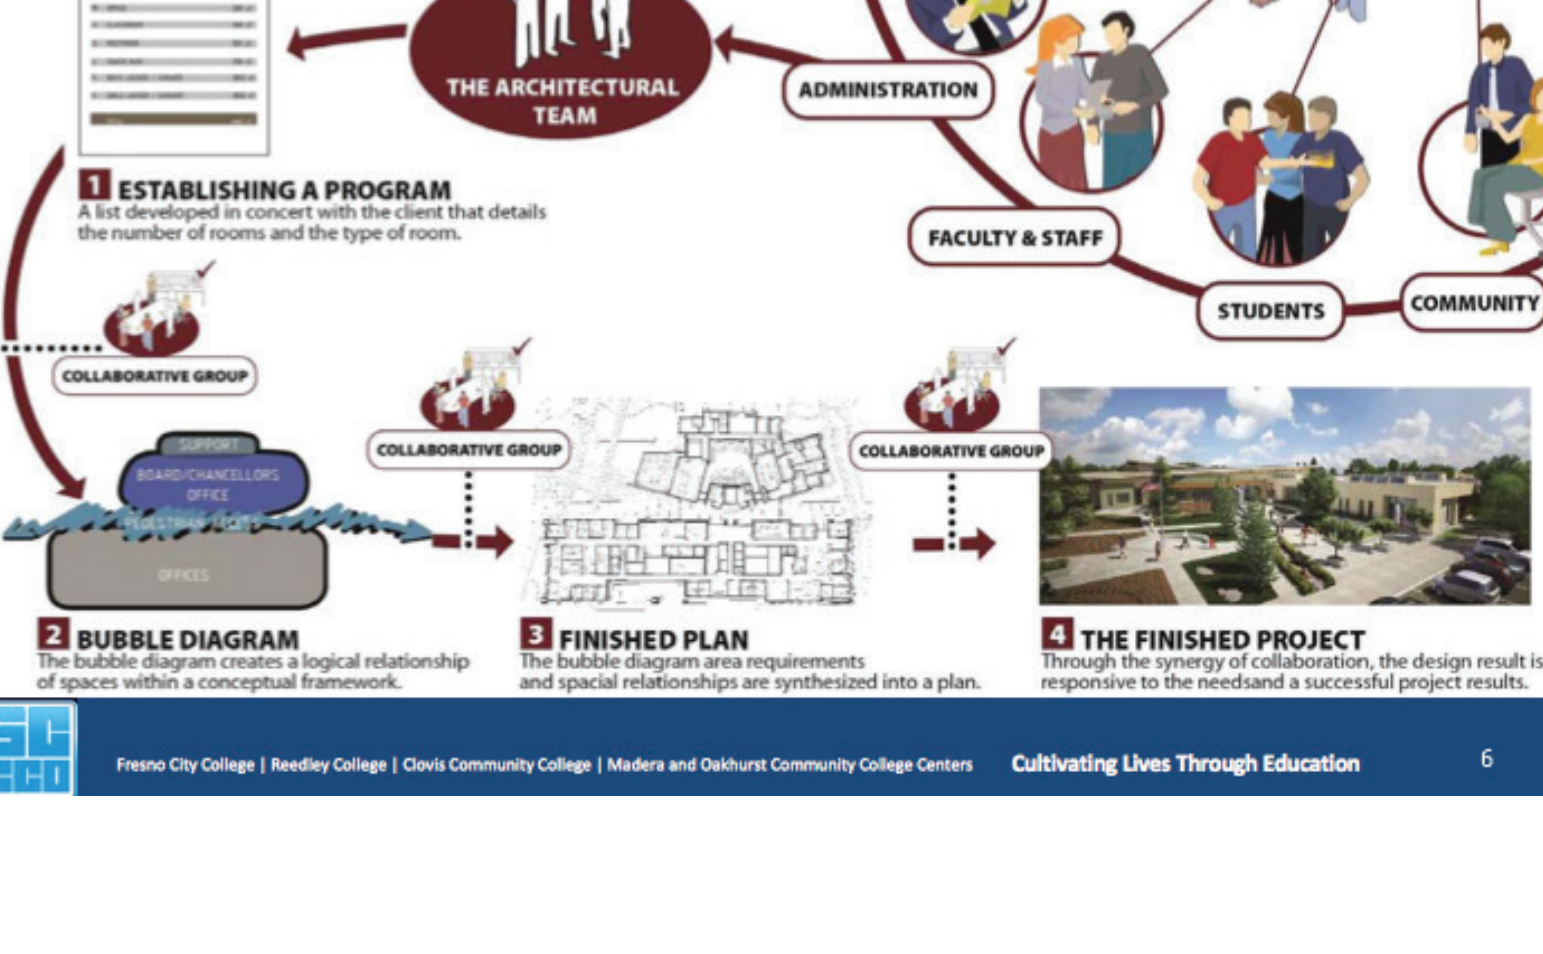 THE ARCHITECTURAL
TEAM
ADMINISTRATION
FACULTY & STAFF
STUDENTS
COMMUNITY
1 ESTABLISHING A PROGRAM
A list developed in concert with the client that details
the number of rooms and the type of room.
COLLABORATIVE GROUP
COLLABORATIVE GROUP
COLLABORATIVE GROUP
SUPPORT
BOARD/CHANCELLORS
OFFICE
PEDESTRIAN
OFFICES
2 BUBBLE DIAGRAM
The bubble diagram creates a logical relationship
of spaces within a conceptual framework.
3 FINISHED PLAN
The bubble diagram area requirements
and spacial relationships are synthesized into a plan.
4 THE FINISHED PROJECT
Through the synergy of collaboration, the design result is
responsive to the needsand a successful project results.
Fresno City College | Reedley College | Clovis Community College | Madera and Oakhurst Community College Centers
Cultivating Lives Through Education
6